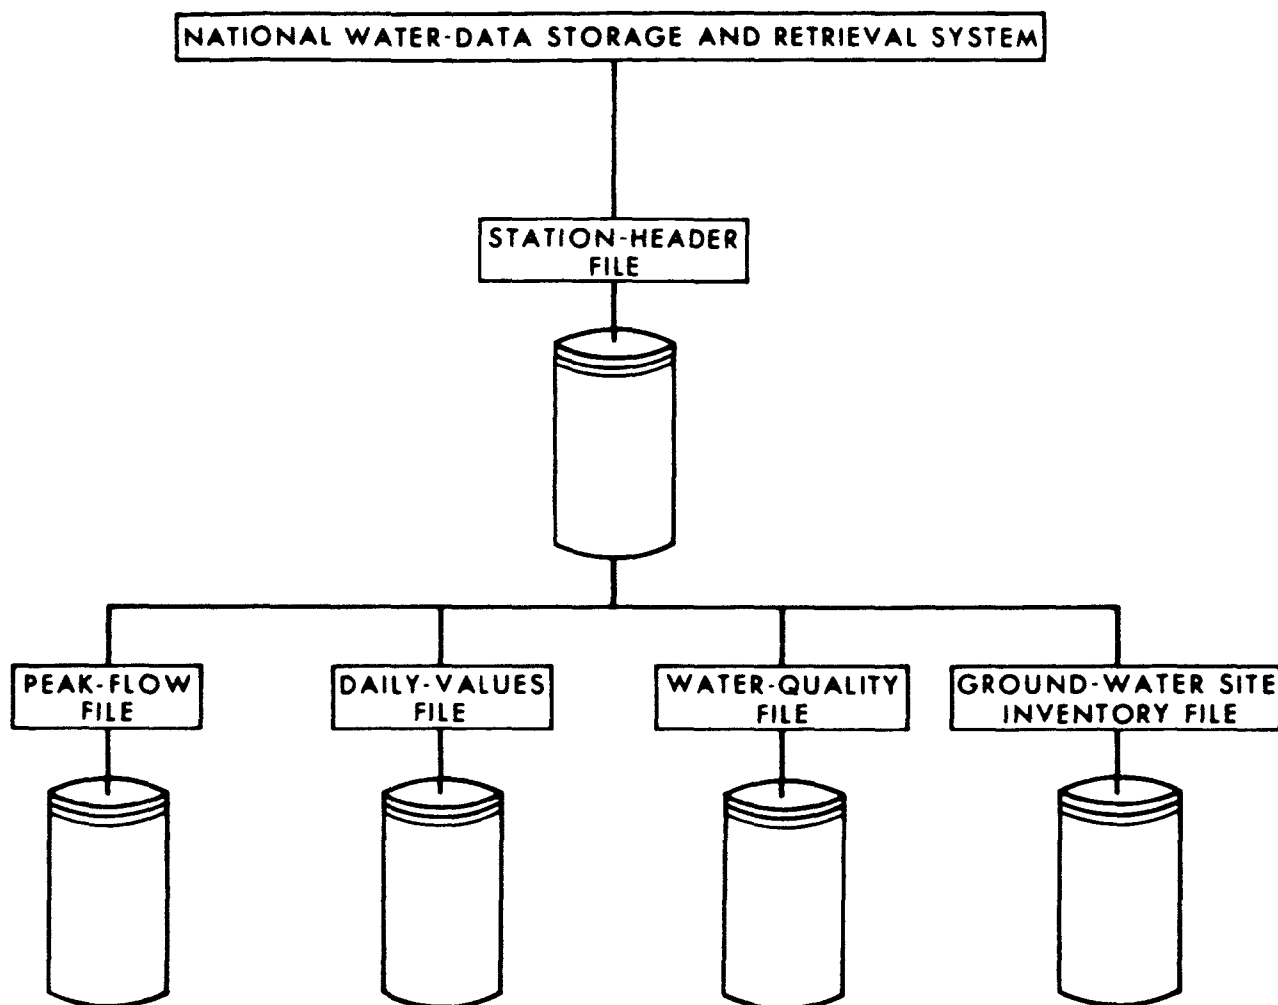 NATIONAL WATER-DATA STORAGE AND RETRIEVAL SYSTEM
STATION-HEADER
FILE
PEAK-FLOW
FILE
DAILY-VALUES
FILE
WATER-QUALITY
FILE
GROUND-WATER SITE
INVENTORY FILE